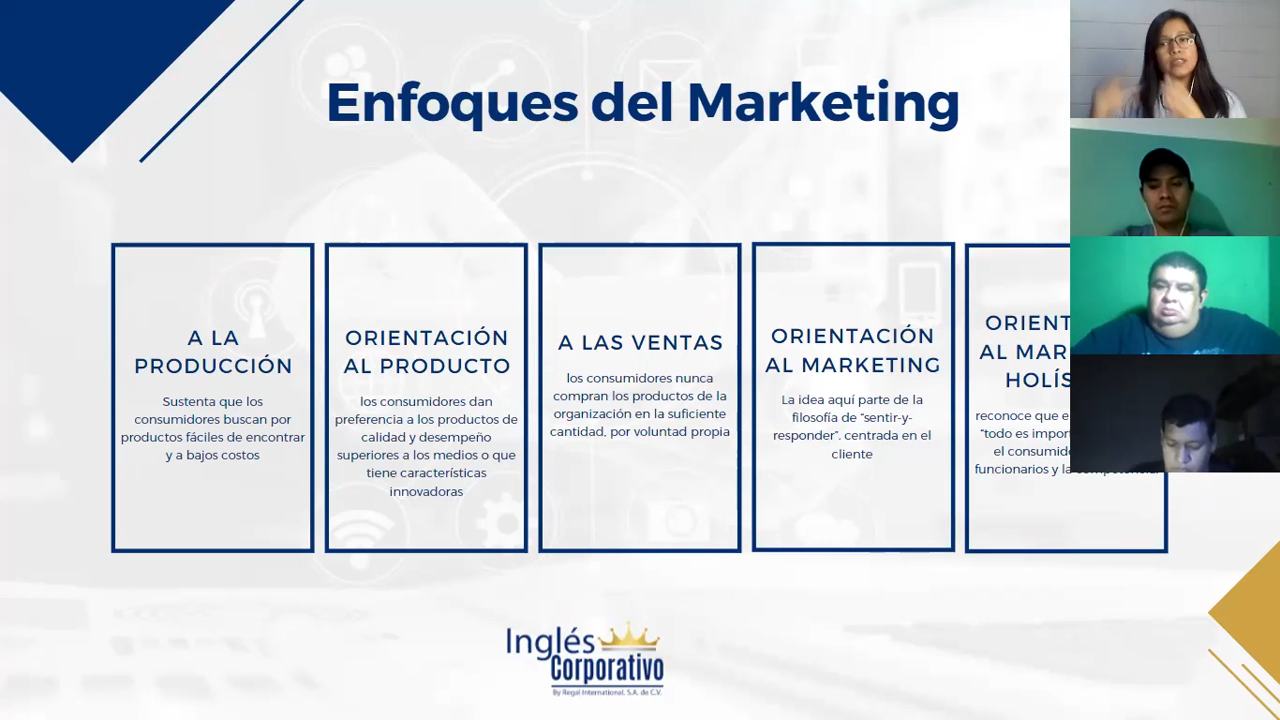 Enfoques del Marketing
A LA
PRODUCCIÓN
Sustenta que los
consumidores buscan por
productos fáciles de encontrar
y a bajos costos
ORIENTACIÓN
AL PRODUCTO
los consumidores dan
preferencia a los productos de
calidad y desempeño
superiores a los medios o que
tiene características
innovadoras
A LAS VENTAS
los consumidores nunca
compran los productos de la
organización en la suficiente
cantidad, por voluntad propia
ORIENTACIÓN
AL MARKETING
La idea aquí parte de la
filosofía de “sentir-y-
responder”. centrada en el
cliente
ORIENT
AL MAR
HOLÍS
reconoce que e
“todo es impor
el consumid
funcionarios y la competencia
Inglés
Corporativo
By Regal International, S.A. de C.V.